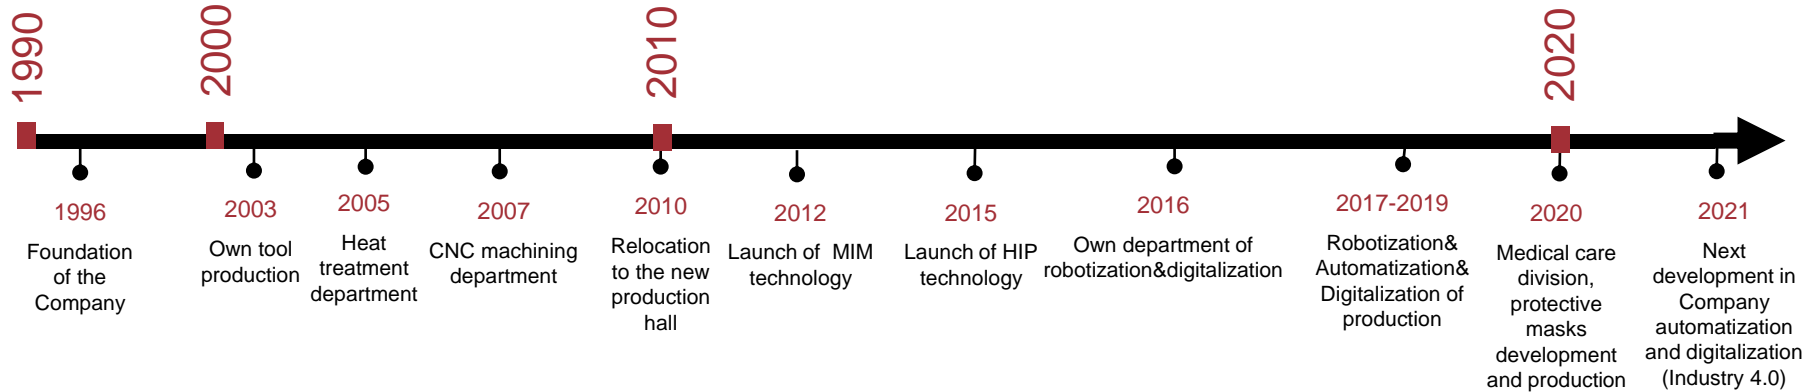 1990
2000
2010
2020
1996
Foundation
of the
Company
2003
Own tool
production
2005
Heat
treatment
department
2007
CNC machining
department
2010
Relocation
to the new
production
hall
2012
Launch of  MIM
technology
2015
Launch of HIP
technology
2016
Own department of
robotization&digitalization
2017-2019
Robotization&
Automatization&
Digitalization of
production
2020
Medical care
division,
protective
masks
development
and production
2021
Next
development in
Company
automatization
and digitalization
(Industry 4.0)